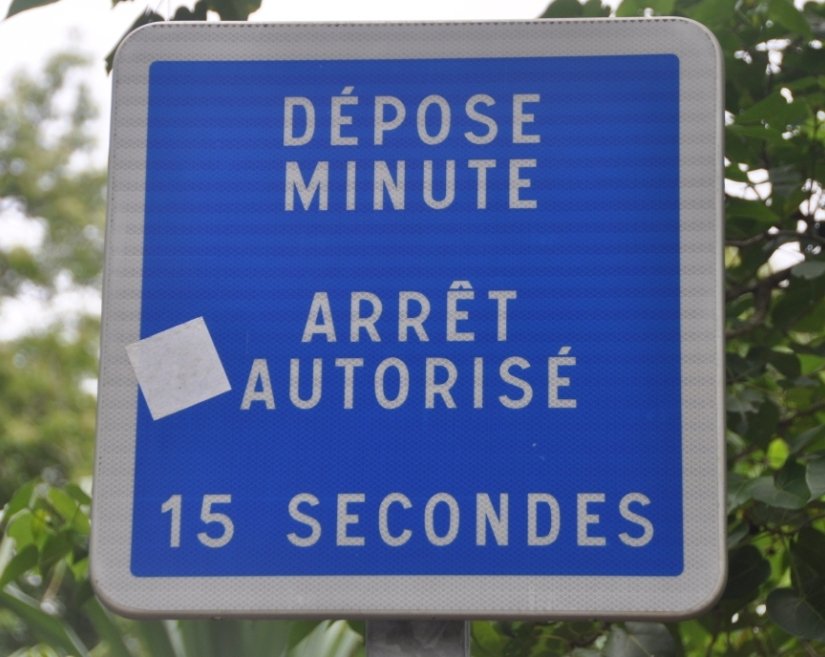 DÉPOSE
MINUTE
ARRÊT
AUTORISÉ
15 SECONDES